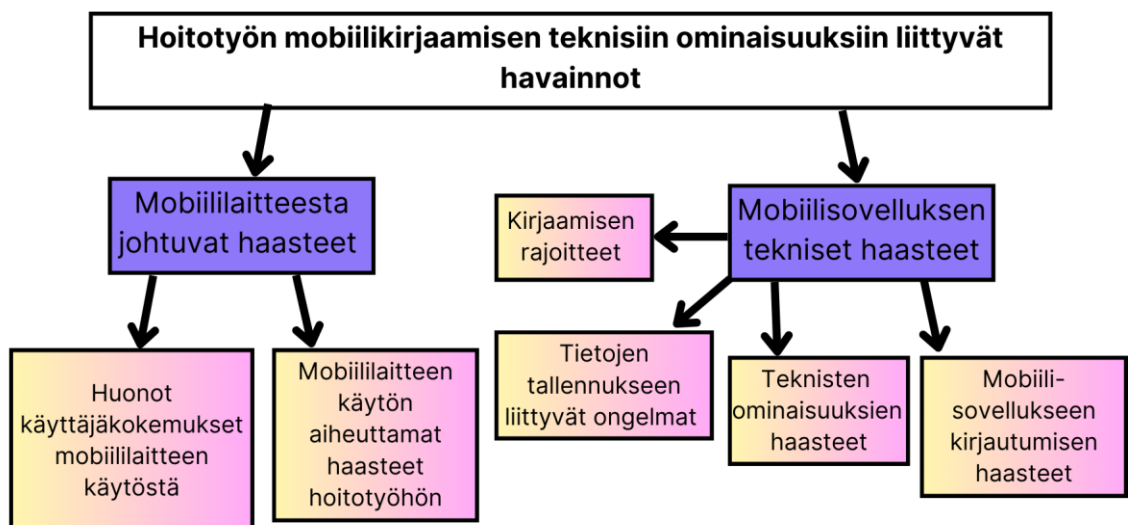 Hoitotyön mobiilikirjaamisen teknisiin ominaisuuksiin liittyvät
havainnot
Mobiililaitteesta
johtuvat haasteet
Kirjaamisen
rajoitteet
Mobiilisovelluksen
tekniset haasteet
Huonot
käyttäjäkokemukset
mobiililaitteen
käytöstä
Mobiililaitteen
käytön
aiheuttamat
haasteet
hoitotyöhön
Tietojen
tallennukseen
liittyvät ongelmat
Teknisten
ominaisuuksien
haasteet
Mobiili-
sovellukseen
kirjautumisen
haasteet